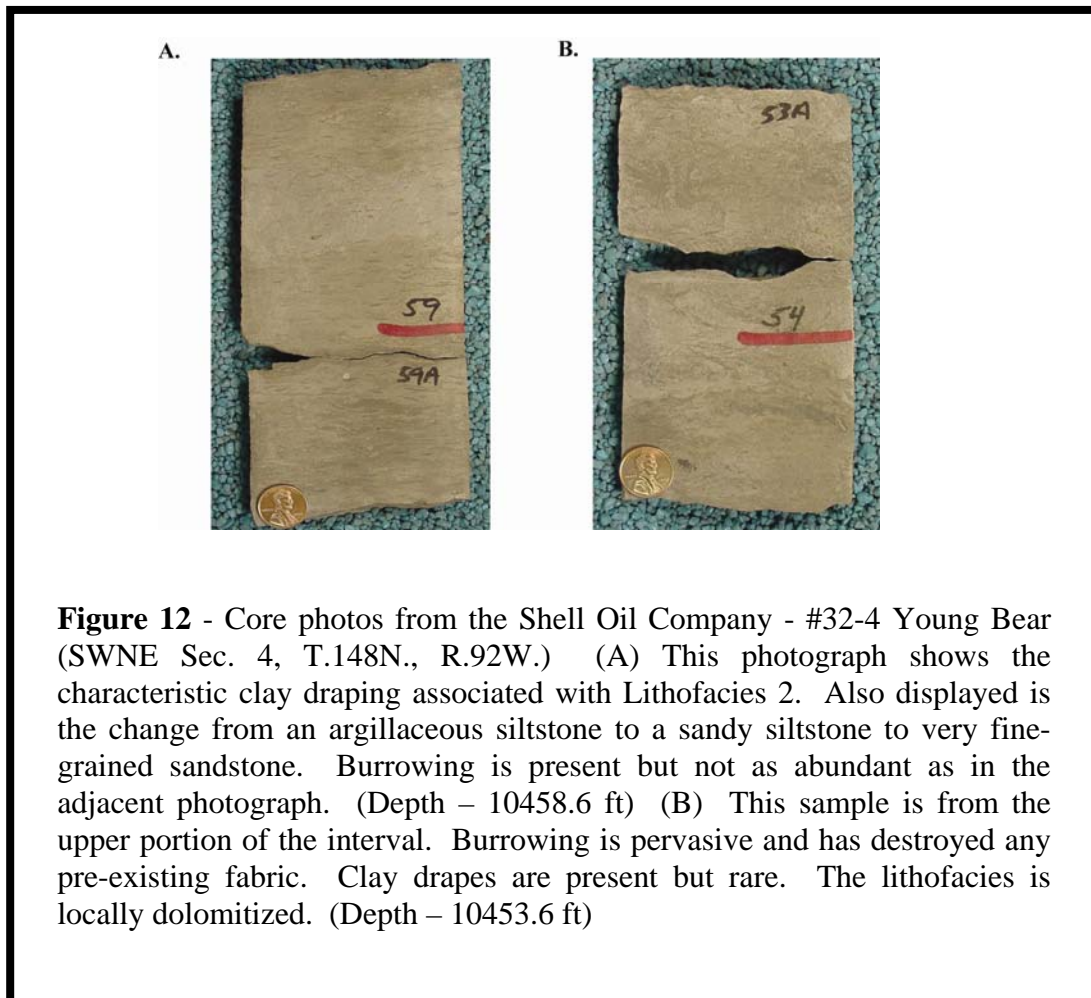 A.
B.
59
59A
53A
54
Figure 12 - Core photos from the Shell Oil Company - #32-4 Young Bear
(SWNE Sec. 4, T.148N., R.92W.) (A) This photograph shows the
characteristic clay draping associated with Lithofacies 2. Also displayed is
the change from an argillaceous siltstone to a sandy siltstone to very fine-
grained sandstone. Burrowing is present but not as abundant as in the
adjacent photograph. (Depth – 10458.6 ft) (B) This sample is from the
upper portion of the interval. Burrowing is pervasive and has destroyed any
pre-existing fabric. Clay drapes are present but rare. The lithofacies is
locally dolomitized. (Depth – 10453.6 ft)